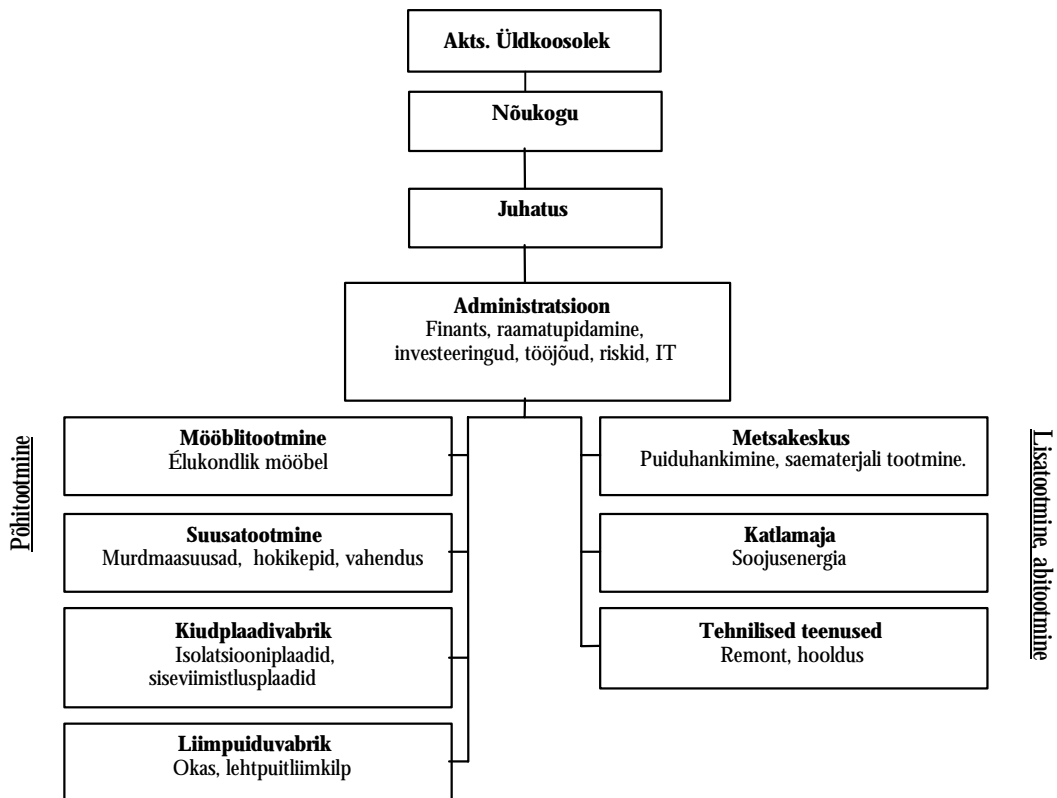 Akts. Üldkoosolek
Nõukogu
Juhatus
Administratsioon
Finants, raamatupidamine,
investeeringud, tööjõud, riskid, IT
Põhitootmine
Mööblitootmine
Élukondlik mööbel
Suusatootmine
Murdmaasuusad, hokikepid, vahendus
Kiudplaadivabrik
Isolatsiooniplaadid,
siseviimistlusplaadid
Liimpuiduvabrik
Okas, lehtpuitliimkilp
Metsakeskus
Puiduhankimine, saematerjali tootmine.
Katlamaja
Soojusenergia
Tehnilised teenused
Remont, hooldus
Lisatootmine, abitootmine